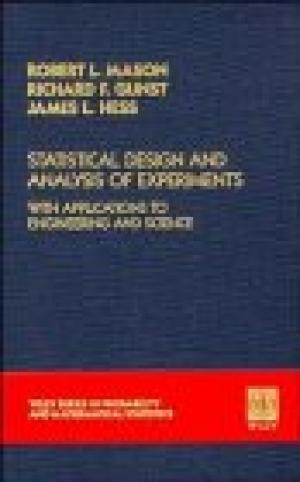 ROBERT L. MASON
RICHARD F. GUNST
JAMES L. HESS
STATISTICAL DESIGN AND
ANALYSIS OF EXPERIMENTS
WITH APPLICATIONS TO
ENGINEERING AND SCIENCE
WILEY SERIES IN PROBABILITY
AND MATHEMATICAL STATISTICS
WILEY